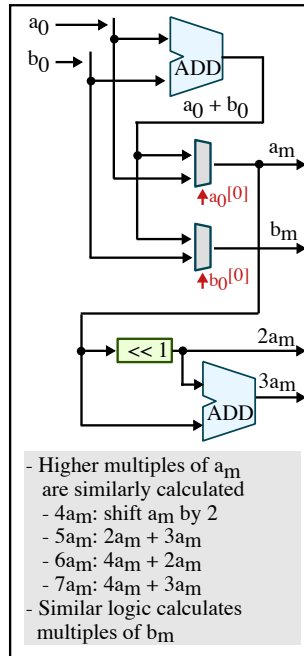 a0
b0
ADD
a0 + b0
am
a0[0]
bm
b0[0]
<< 1
2am
3am
ADD
- Higher multiples of am
are similarly calculated
- 4am: shift am by 2
- 5am: 2am + 3am
- 6am: 4am + 2am
- 7am: 4am + 3am
- Similar logic calculates
multiples of bm